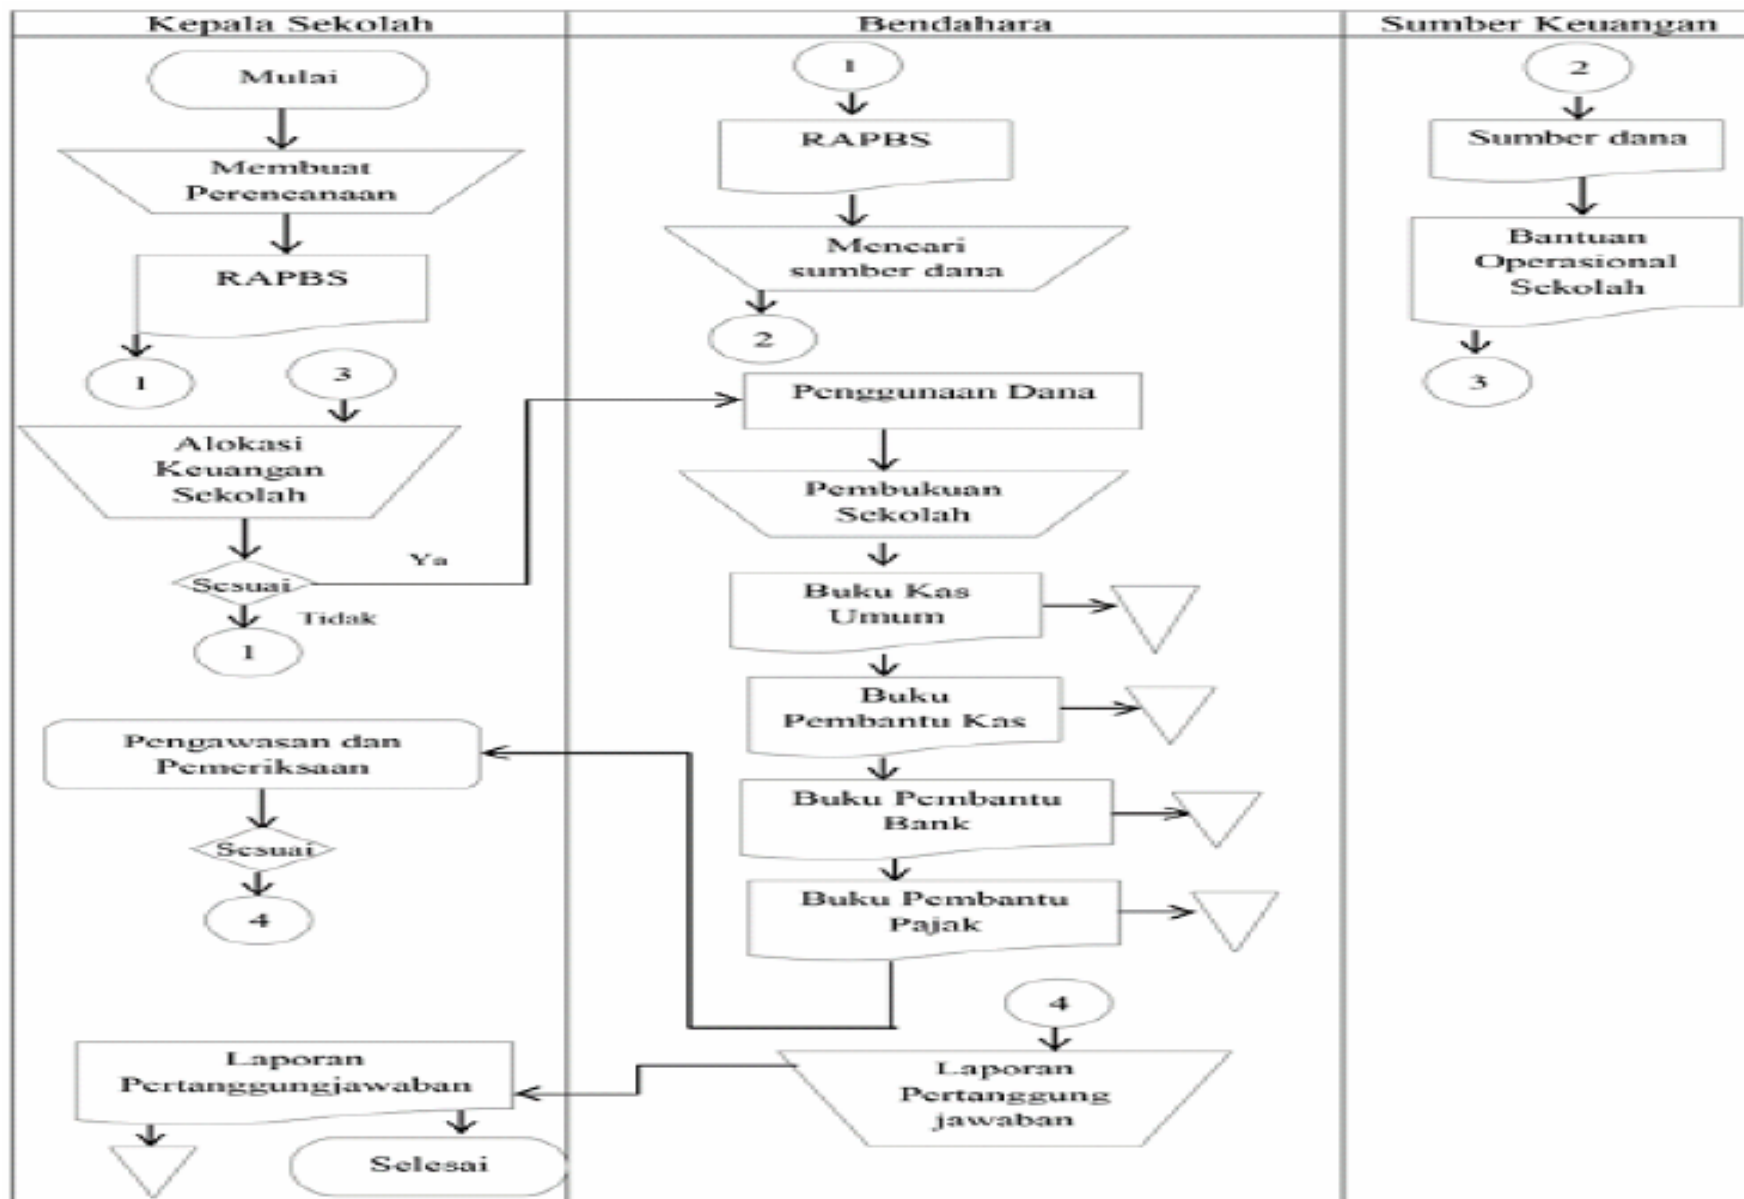 Kepala Sekolah
Mulai
Membuat
Perencanaan
RAPBS
1
3
Alokasi
Keuangan
Sekolah
Ya
Sesuai
Tidak
1
Pengawasan dan
Pemeriksaan
Sesuai
4
Laporan
Pertanggungjawaban
Selesai
Bendahara
1
RAPBS
Mencari
sumber dana
2
Penggunaan Dana
Pembukuan
Sekolah
Buku Kas
Umum
Buku
Pembantu Kas
Buku Pembantu
Bank
Buku Pembantu
Pajak
4
Laporan
Pertanggung
jawaban
Sumber Keuangan
2
Sumber dana
Bantuan
Operasional
Sekolah
3